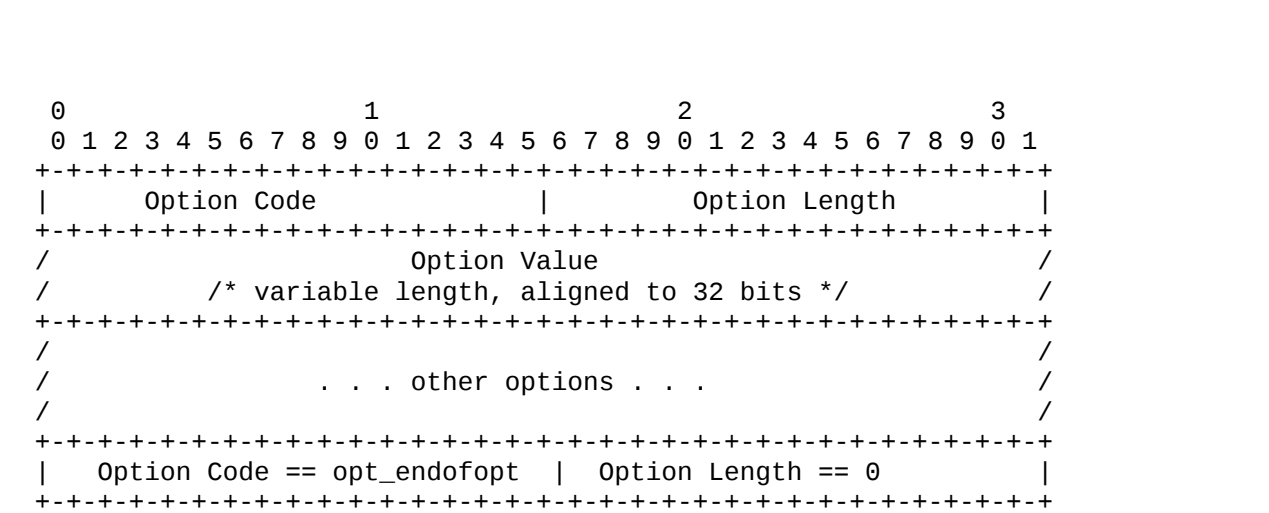 0                   1                   2                   3
 0 1 2 3 4 5 6 7 8 9 0 1 2 3 4 5 6 7 8 9 0 1 2 3 4 5 6 7 8 9 0 1
+-+-+-+-+-+-+-+-+-+-+-+-+-+-+-+-+-+-+-+-+-+-+-+-+-+-+-+-+-+-+-+-+
|      Option Code              |         Option Length         |
+-+-+-+-+-+-+-+-+-+-+-+-+-+-+-+-+-+-+-+-+-+-+-+-+-+-+-+-+-+-+-+-+
/                       Option Value                            /
/          /* variable length, aligned to 32 bits */            /
+-+-+-+-+-+-+-+-+-+-+-+-+-+-+-+-+-+-+-+-+-+-+-+-+-+-+-+-+-+-+-+-+
/                                                               /
/                 . . . other options . . .                     /
/                                                               /
+-+-+-+-+-+-+-+-+-+-+-+-+-+-+-+-+-+-+-+-+-+-+-+-+-+-+-+-+-+-+-+-+
|   Option Code == opt_endofopt  |  Option Length == 0          |
+-+-+-+-+-+-+-+-+-+-+-+-+-+-+-+-+-+-+-+-+-+-+-+-+-+-+-+-+-+-+-+-+